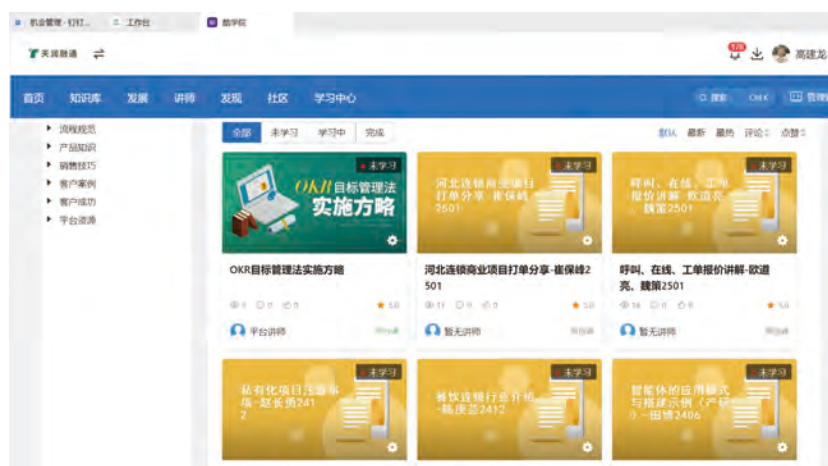 机会管理 - 钉钉...
工作台
酷学院
天润融通
高建龙
首页 知识库 发展 讲师 发现 社区 学习中心
搜索
流程规范
产品知识
销售技巧
客户案例
客户成功
平台资源
全部 未学习 学习中 完成
默认 最新 最热 评论 点赞
未学习
OKR目标管理法
实施方略
未学习
河北连锁商业项目
打单分享-崔保峰
2501
未学习
呼叫、在线、工单
报价讲解-欧道亮、
魏策2501
OKR目标管理法实施方略
河北连锁商业项目打单分享-崔保峰2
501
呼叫、在线、工单报价讲解-欧道
亮、魏策2501
5.0
5.0
5.0
平台讲师
暂无讲师
暂无讲师
未学习
私有化项目注意事
项-赵长勇241
2
未学习
餐饮连锁行业介绍
2412
未学习
智能体的应用模式
与搭建示例（产研
）-田博2406